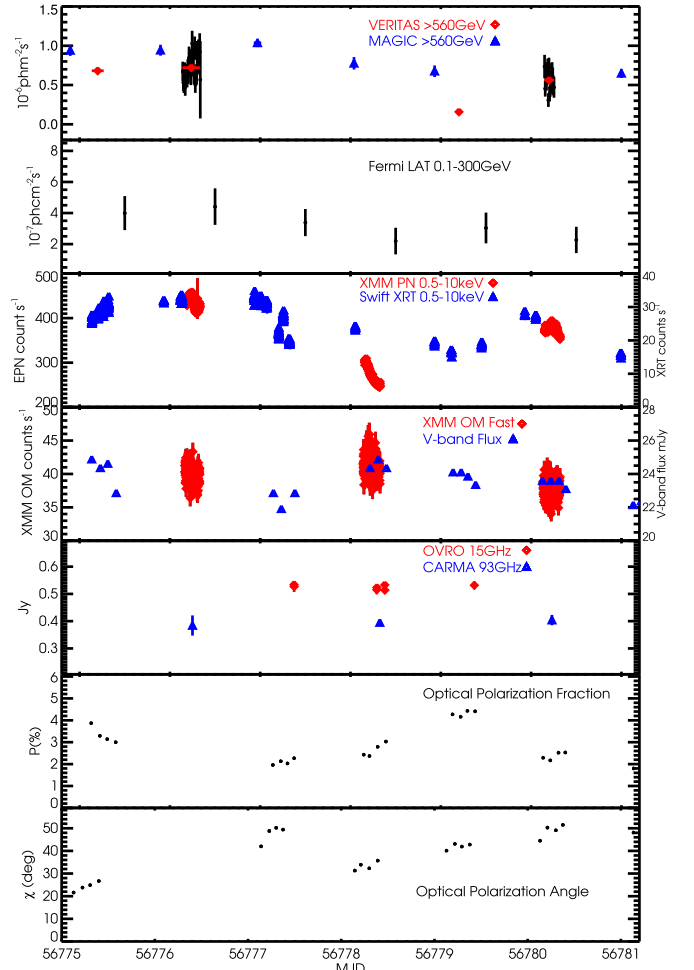 1.5
1.0
0.5
0.0
10-6phm-2s-1
VERITAS >560GeV
MAGIC >560GeV
8
6
4
2
10-7phcm-2s-1
Fermi LAT 0.1-300GeV
500
400
300
200
EPN count s-1
XMM PN 0.5-10keV
Swift XRT 0.5-10keV
40
30
20
10
0
XRT counts s-1
50
45
40
35
30
XMM OM counts s-1
XMM OM Fast
V-band Flux
28
26
24
22
20
V-band flux mJy
0.6
0.5
0.4
0.3
Jy
OVRO 15GHz
CARMA 93GHz
6
5
4
3
2
1
0
P(%)
Optical Polarization Fraction
50
40
30
20
10
0
χ (deg)
Optical Polarization Angle
56775 56776 56777 56778 56779 56780 56781
MJD